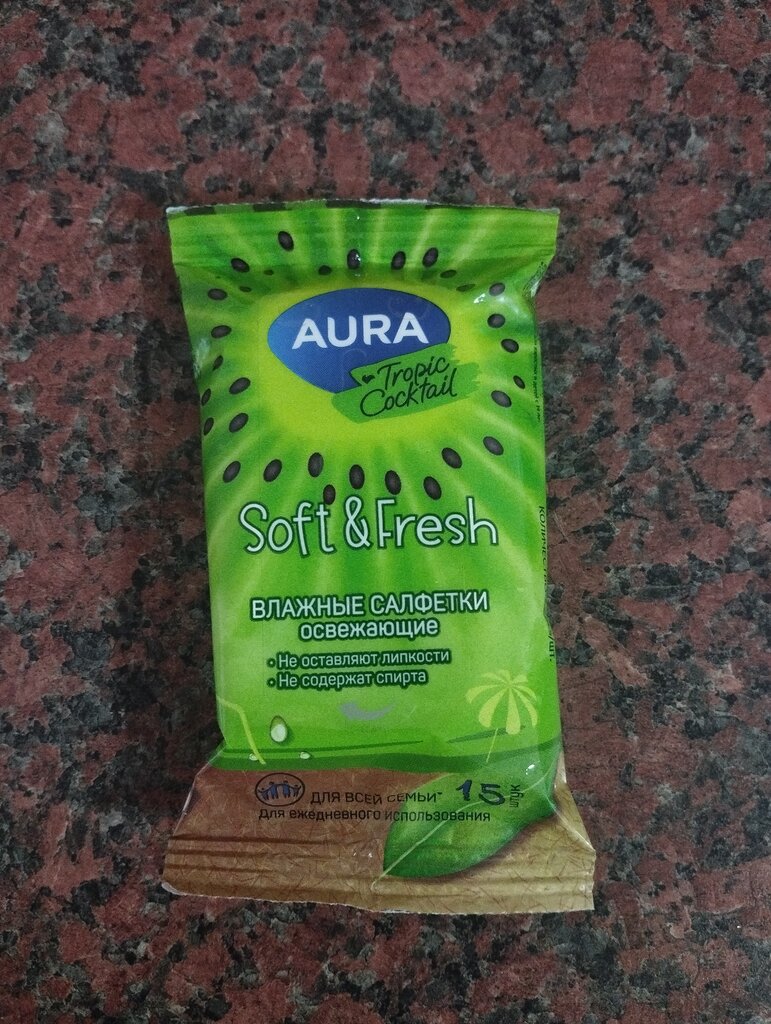 AURA
Tropic
Cocktail
Soft & Fresh
ВЛАЖНЫЕ САЛФЕТКИ
освежающие
• Не оставляют липкости
• Не содержат спирта
ДЛЯ ВСЕЙ СЕМЬИ*
15 штук
Для ежедневного использования